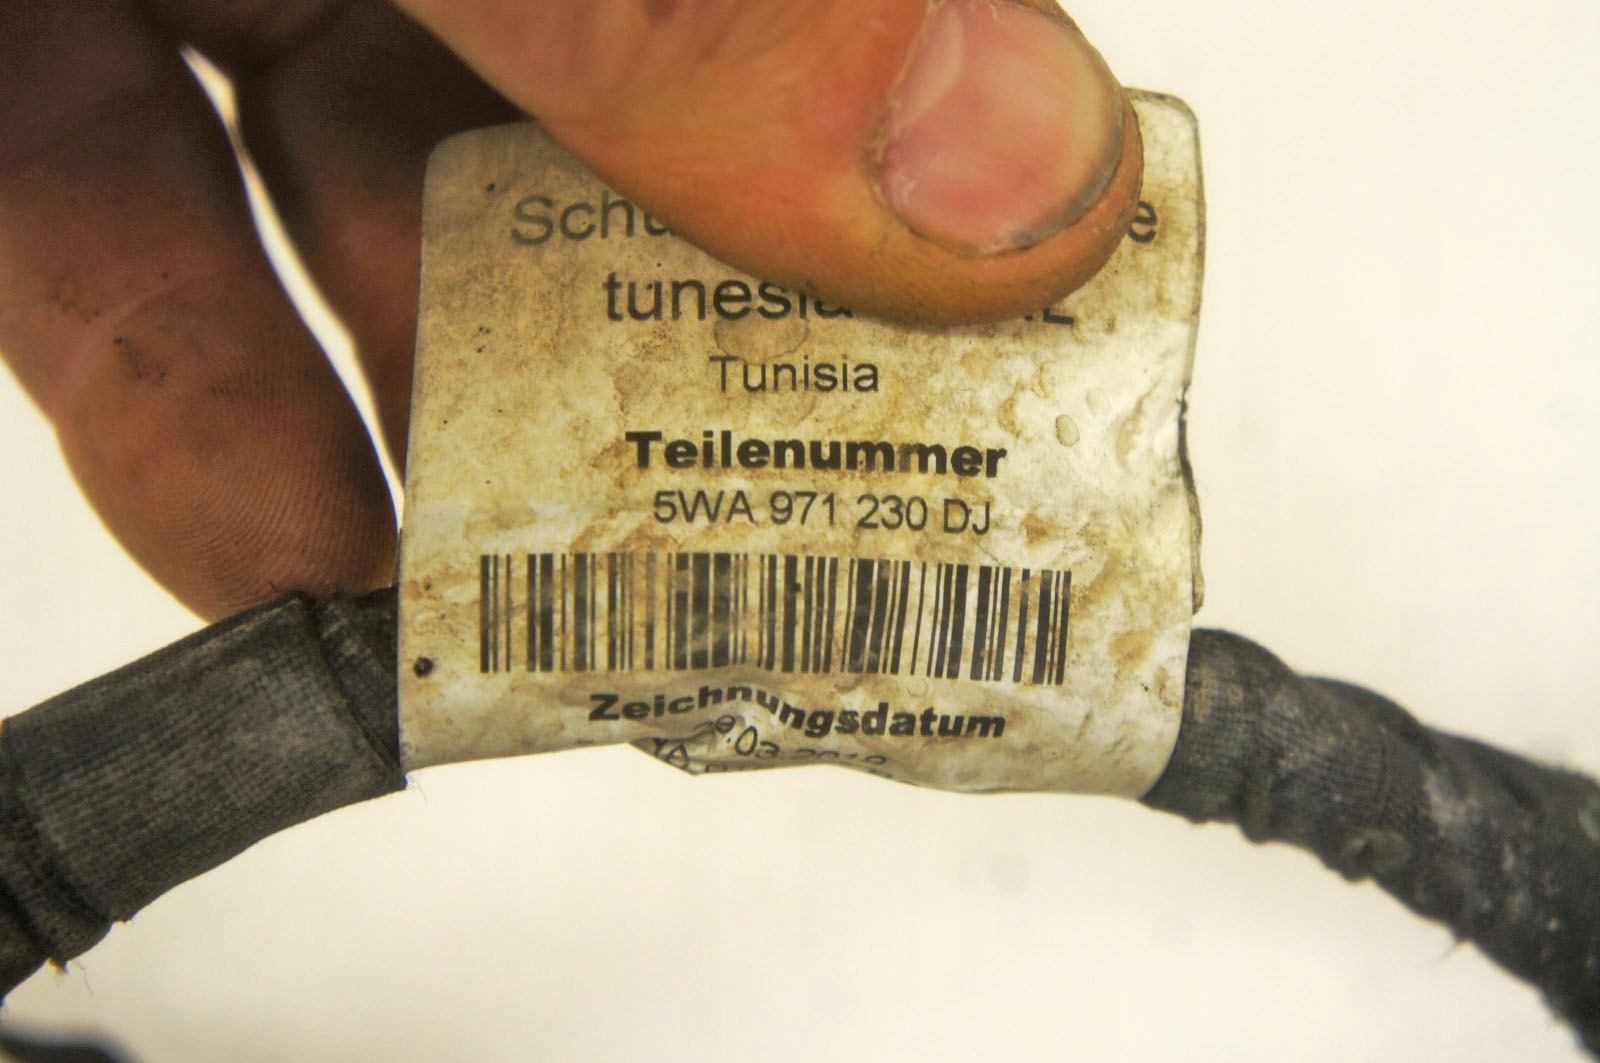 tunesia
Tunisia
Teilenummer
5WA 971 230 DJ
Zeichnungsdatum